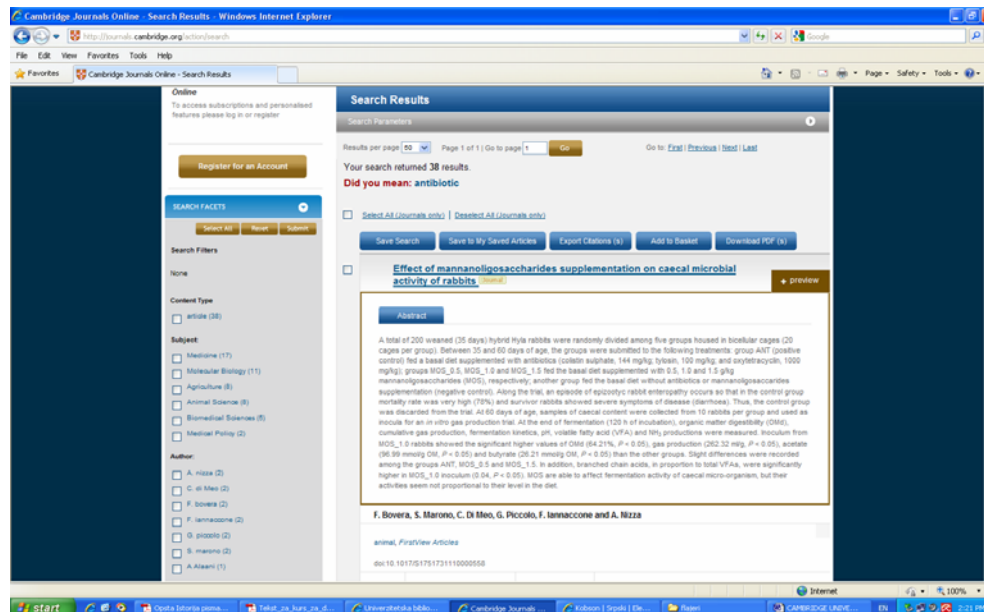 Cambridge Journals Online - Search Results - Windows Internet Explorer
http://journals.cambridge.org/action/search
Google
File Edit View Favorites Tools Help
Favorites Cambridge Journals Online - Search Results
Page Safety Tools
Online
To access subscriptions and personalised
features please log in or register
Register for an Account
SEARCH FACETS
Select All Reset Submit
Search Filters
None
Content Type
article (38)
Subject:
Medicine (17)
Molecular Biology (11)
Agriculture (8)
Animal Science (8)
Biomedical Sciences (5)
Medical Policy (2)
Author:
A. nizza (2)
C. di Meo (2)
F. bovera (2)
F. iannaccone (2)
G. piccolo (2)
S. marono (2)
A Alaami (1)
Search Results
Search Parameters
Results per page 50 Page 1 of 1 | Go to page 1 Go Go to: First | Previous | Next | Last
Your search returned 38 results.
Did you mean: antibiotic
Select All (Journals only) | Deselect All (Journals only)
Save Search Save to My Saved Articles Export Citations (s) Add to Basket Download PDF (s)
Effect of mannanoligosaccharides supplementation on caecal microbial
activity of rabbits Journal
+ preview
Abstract
A total of 200 weaned (35 days) hybrid Hyla rabbits were randomly divided among five groups housed in bicellular cages (20
cages per group). Between 35 and 60 days of age, the groups were submitted to the following treatments: group ANT (positive
control) fed a basal diet supplemented with antibiotics (colistin sulphate, 144 mg/kg; tylosin, 100 mg/kg; and oxytetracyclin, 1000
mg/kg); groups MOS_0.5, MOS_1.0 and MOS_1.5 fed the basal diet supplemented with 0.5, 1.0 and 1.5 g/kg
mannanoligosaccharides (MOS), respectively; another group fed the basal diet without antibiotics or mannanoligosaccarides
supplementation (negative control). Along the trial, an episode of epizootyc rabbit enteropathy occurs so that in the control group
mortality rate was very high (78%) and survivor rabbits showed severe symptoms of disease (diarrhoea). Thus, the control group
was discarded from the trial. At 60 days of age, samples of caecal content were collected from 10 rabbits per group and used as
inocula for an in vitro gas production trial. At the end of fermentation (120 h of incubation), organic matter digestibility (OMd),
cumulative gas production, fermentation kinetics, pH, volatile fatty acid (VFA) and NH3 productions were measured. Inoculum from
MOS_1.0 rabbits showed the significant higher values of OMd (64.21%, P < 0.05), gas production (262.32 ml/g, P < 0.05), acetate
(96.99 mmol/g OM, P < 0.05) and butyrate (26.21 mmol/g OM, P < 0.05) than the other groups. Slight differences were recorded
among the groups ANT, MOS_0.5 and MOS_1.5. In addition, branched chain acids, in proportion to total VFAs, were significantly
higher in MOS_1.0 inoculum (0.04, P < 0.05). MOS are able to affect fermentation activity of caecal micro-organism, but their
activities seem not proportional to their level in the diet.
F. Bovera, S. Marono, C. Di Meo, G. Piccolo, F. Iannaccone and A. Nizza
animal, FirstView Articles
doi:10.1017/S1751731110000558
Internet 100%
start Opsta Istorija pisma... Tekst_za_kurs_za_d... Univerzitetska biblio... Cambridge Journals ... Kobson | Srpski | Ele... flajeri CAMBRIDGE UNIVE... EN 2:21 PM